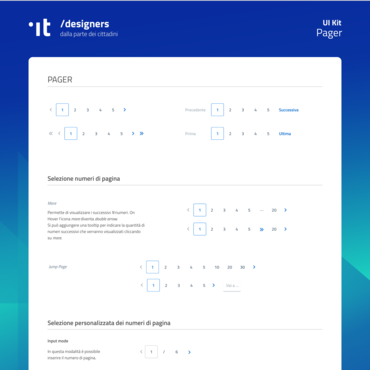 it /designers
dalla parte dei cittadini
UI Kit
Pager
PAGER
‹ 1 2 3 4 5 ›
Precedente 1 2 3 4 5 Successiva
« ‹ 1 2 3 4 5 › »
Prima 1 2 3 4 5 Ultima
Selezione numeri di pagina
More
Permette di visualizzare i successivi N numeri. On
Hover l'icona more diventa double arrow
Si può aggiungere una tooltip per indicare la quantità di
numeri successivi che verranno visualizzati cliccando
su more
‹ 1 2 3 4 5 ... 20 ›
‹ 1 2 3 4 5 » 20 ›
Jump Page
‹ 1 2 3 4 5 10 20 30 ›
‹ 1 2 3 4 5 › Vai a ...
Selezione personalizzata dei numeri di pagina
Input mode
In questa modalità è possibile
inserire il numero di pagina.
‹ 1 / 6 ›